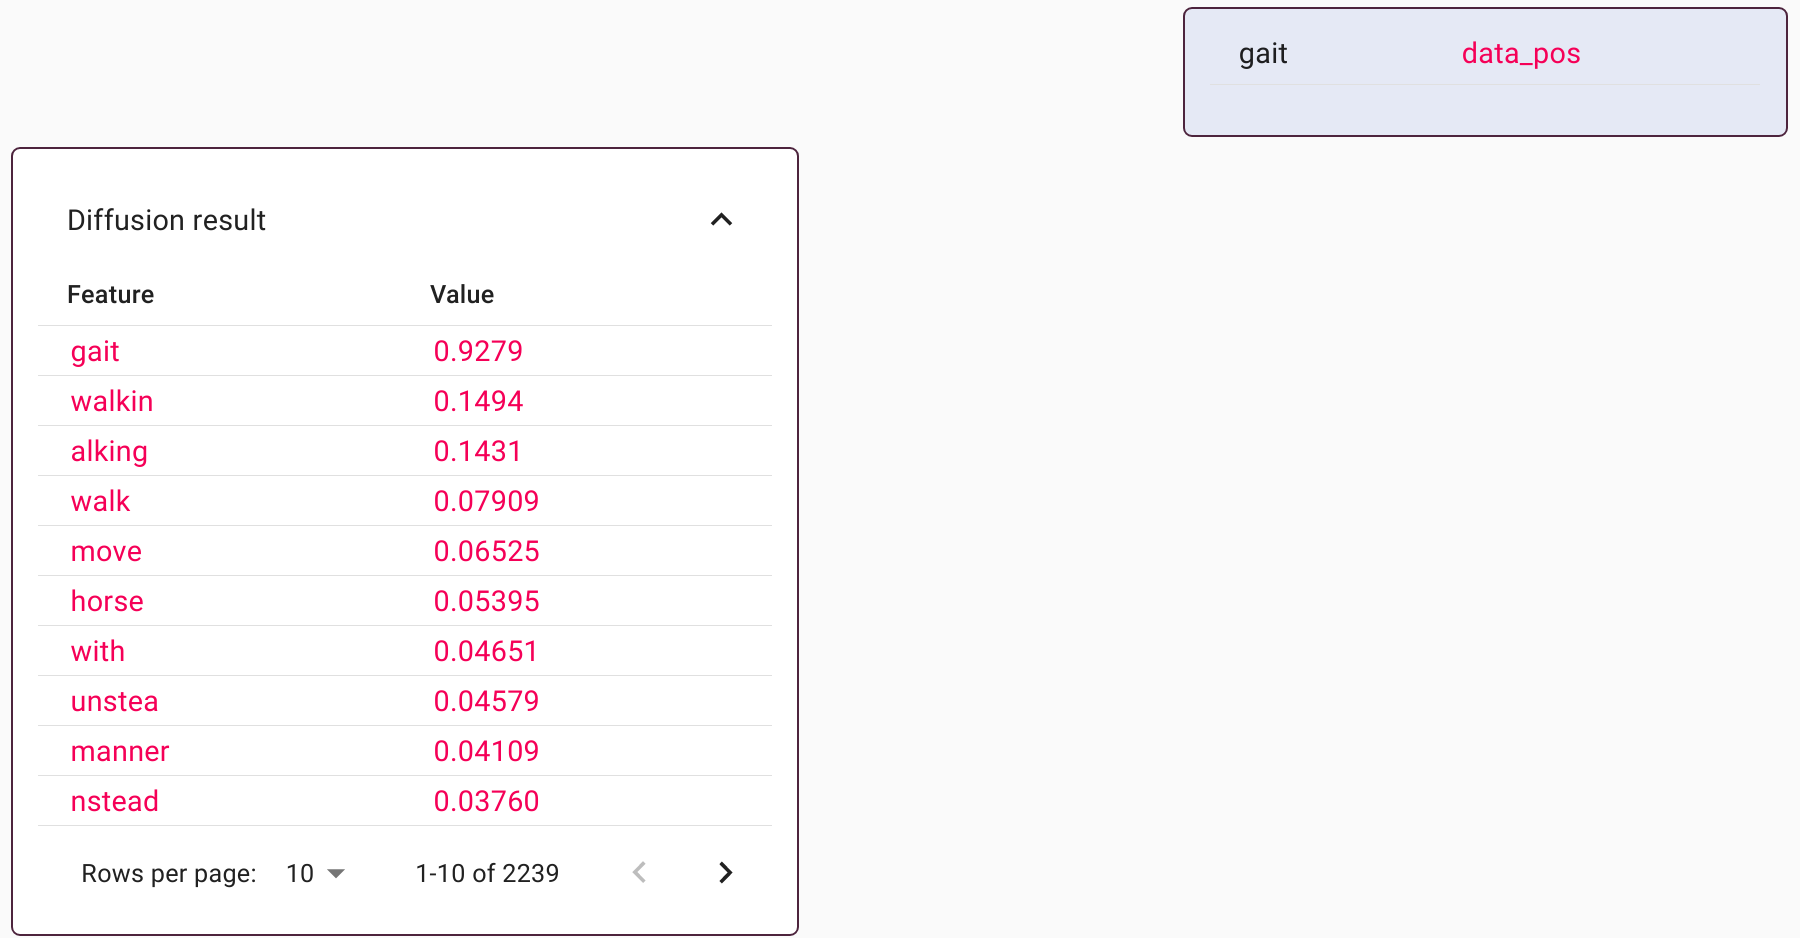 gait data_pos
Diffusion result
Feature Value
gait 0.9279
walkin 0.1494
alking 0.1431
walk 0.07909
move 0.06525
horse 0.05395
with 0.04651
unstea 0.04579
manner 0.04109
nstead 0.03760
Rows per page: 10 1-10 of 2239